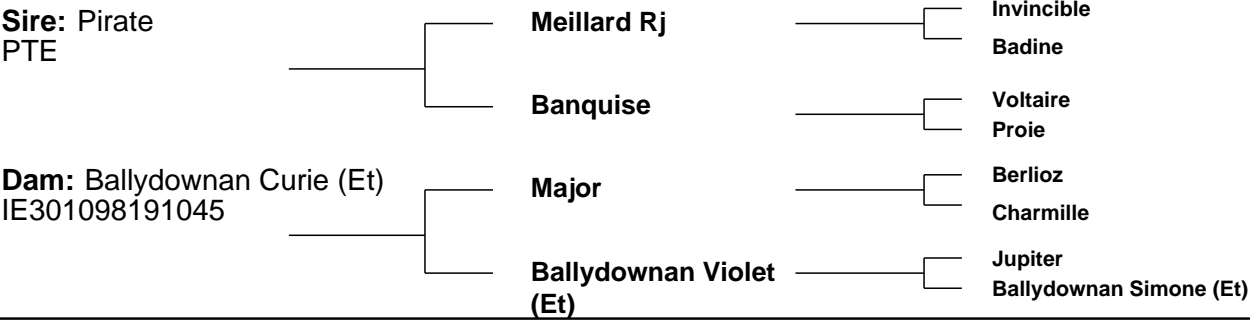 Sire: Pirate
PTE
Meillard Rj
Invincible
Badine
Banquise
Voltaire
Proie
Dam: Ballydownan Curie (Et)
IE301098191045
Major
Berlioz
Charmille
Ballydownan Violet
(Et)
Jupiter
Ballydownan Simone (Et)